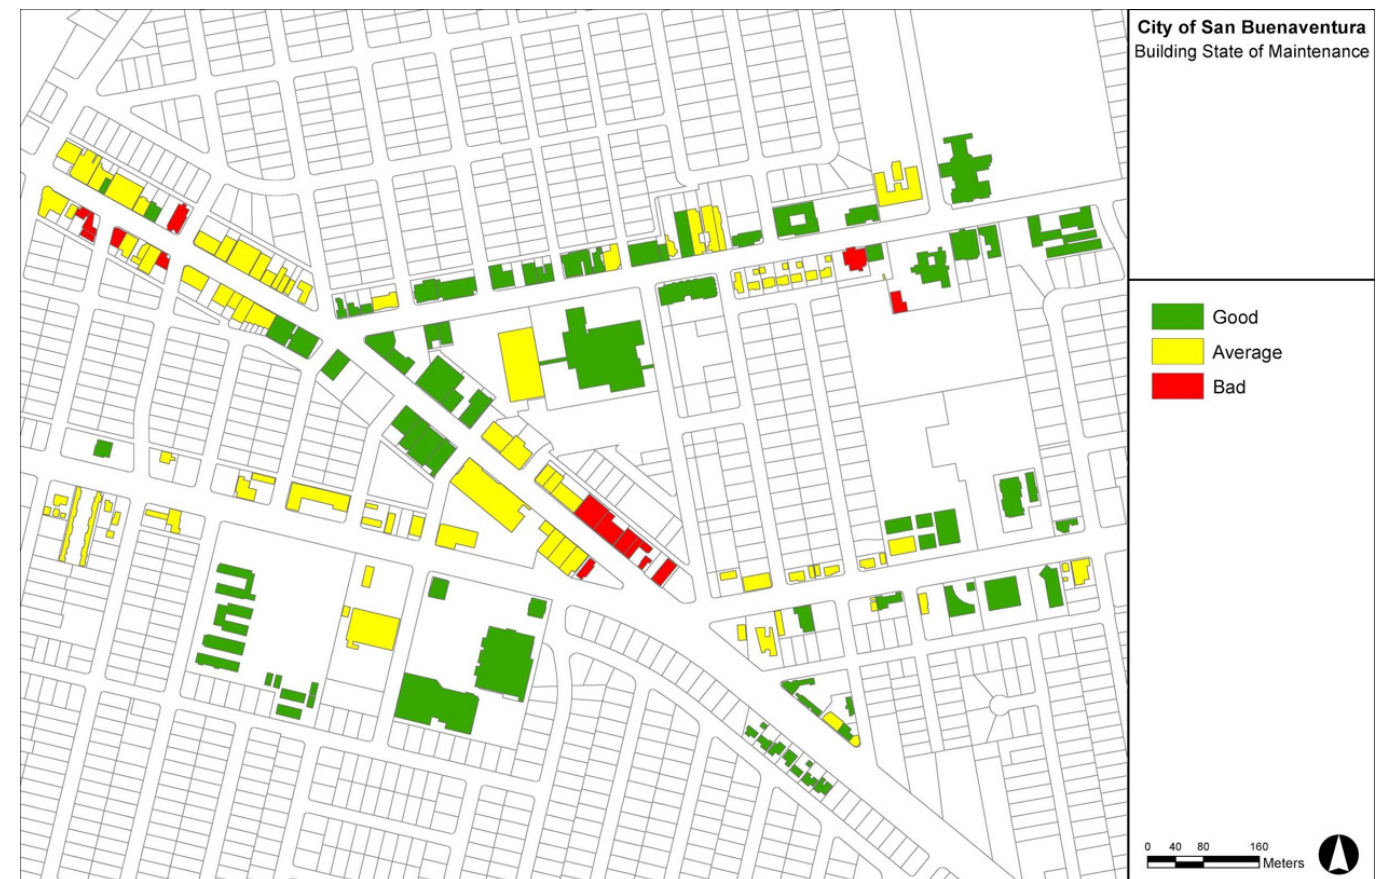 City of San Buenaventura
Building State of Maintenance
Good
Average
Bad
0 40 80 160
Meters